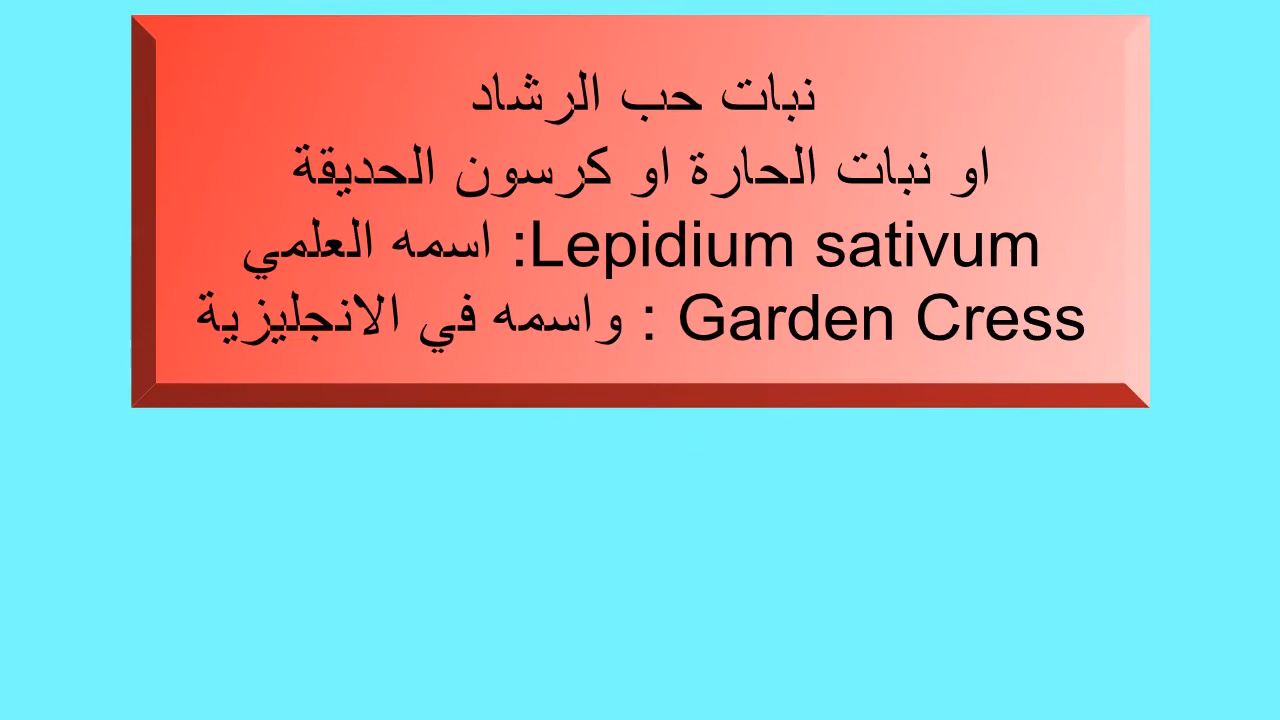 نبات حب الرشاد
او نبات الحارة او كرسون الحديقة
اسمه العلمي :Lepidium sativum
واسمه في الانجليزية : Garden Cress